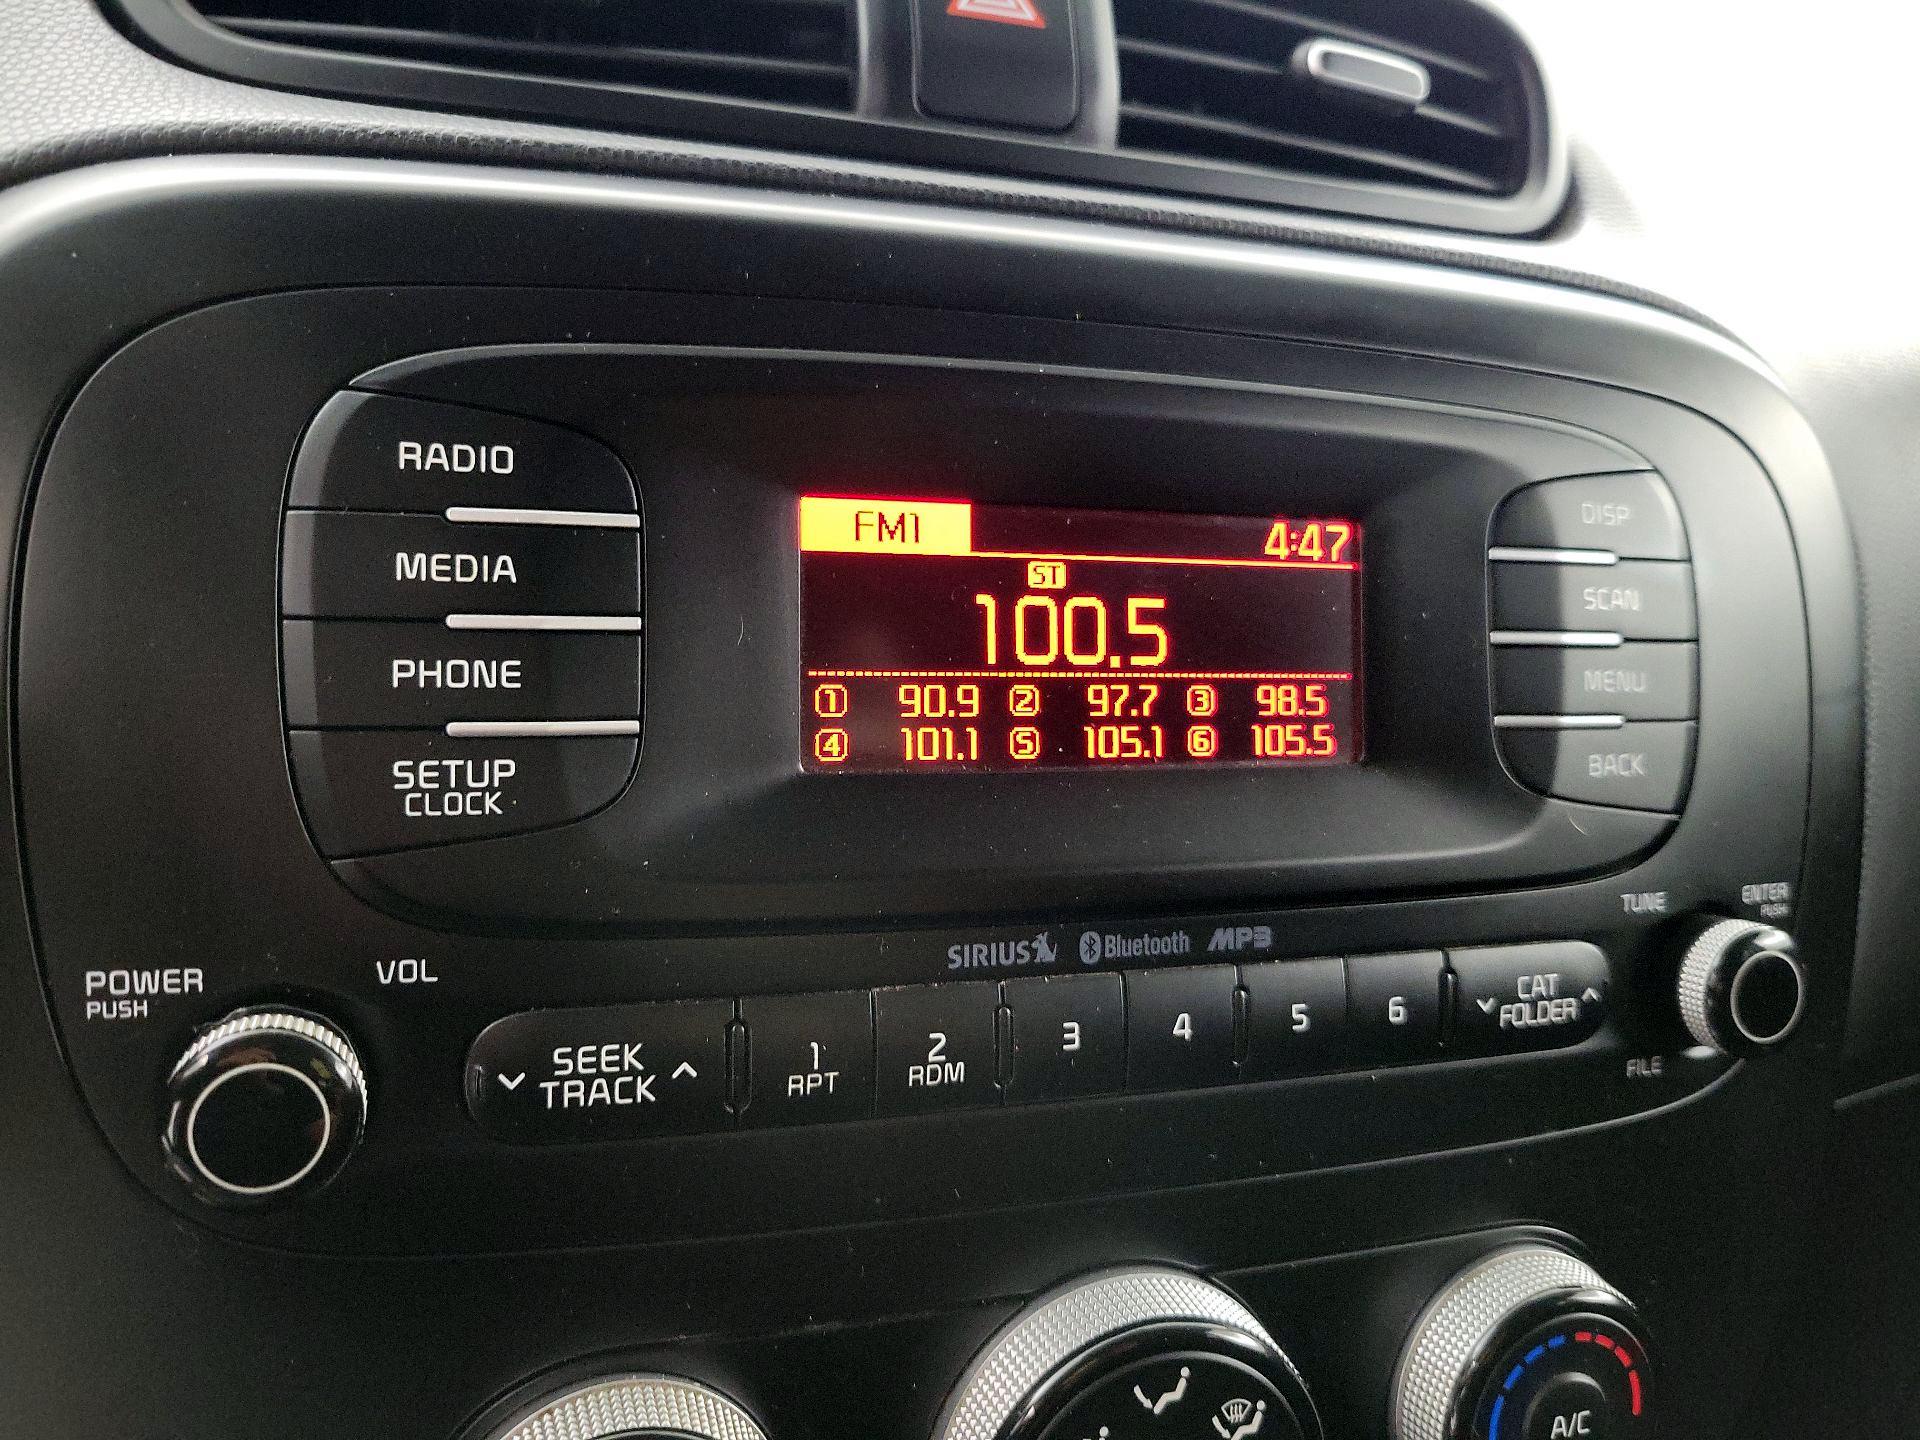 RADIO
MEDIA
PHONE
SETUP
CLOCK
FM1 4:47
ST
100.5
1 90.9 2 97.7 3 98.5
4 101.1 5 105.1 6 105.5
DISP
SCAN
MENU
BACK
POWER
PUSH
VOL
SIRIUS Bluetooth MP3
TUNE
ENTER
PUSH
SEEK
TRACK
1
RPT
2
RDM
3
4
5
6
CAT
FOLDER
FILE
A/C